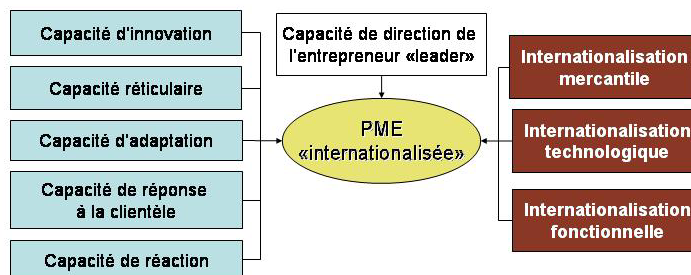 Capacité d'innovation
Capacité réticulaire
Capacité d'adaptation
Capacité de réponse
à la clientèle
Capacité de réaction
Capacité de direction de
l'entrepreneur «leader»
PME
«internationalisée»
Internationalisation
mercantile
Internationalisation
technologique
Internationalisation
fonctionnelle